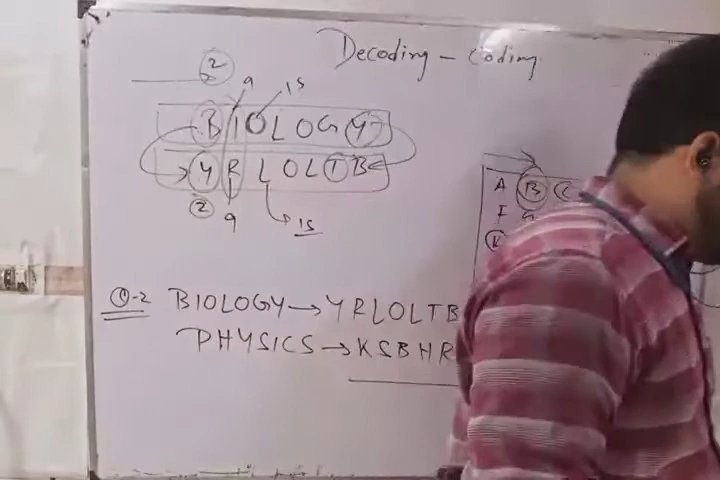 Decoding - Coding
2
9 15
BIOLOGY
YRLOLTB
2 9 15
A B C
F G
K
Q-2 BIOLOGY → YRLOLTB
PHYSICS → KSBHR